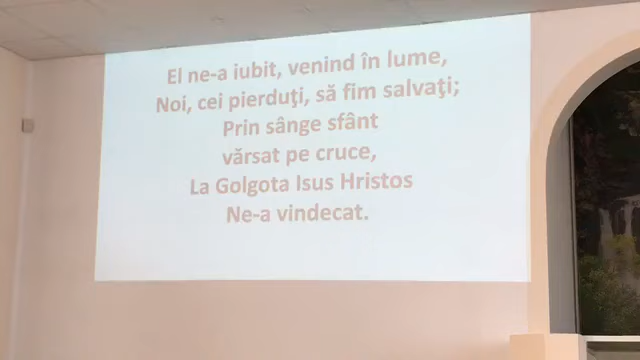 El ne-a iubit, venind în lume,
Noi, cei pierduţi, să fim salvaţi;
Prin sânge sfânt
vărsat pe cruce,
La Golgota Isus Hristos
Ne-a vindecat.